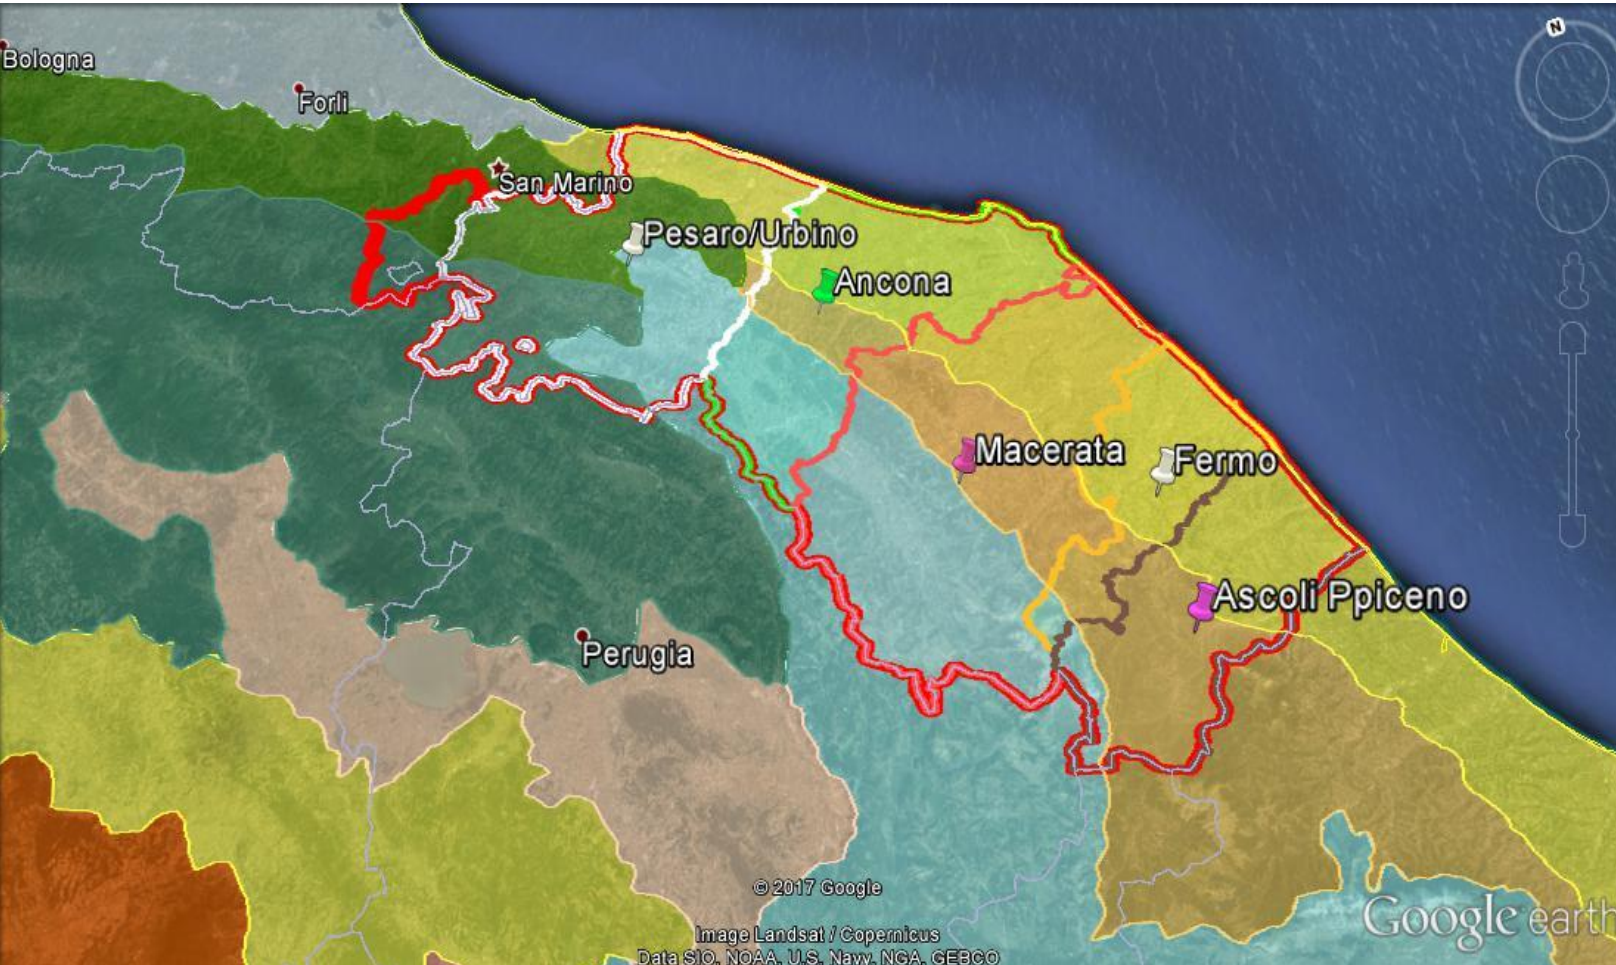 N
Bologna
Forli
San Marino
Pesaro/Urbino
Ancona
Macerata
Fermo
Ascoli Ppiceno
Perugia
© 2017 Google
Image Landsat / Copernicus
Data SIO, NOAA, U.S. Navy, NGA, GEBCO
Google earth